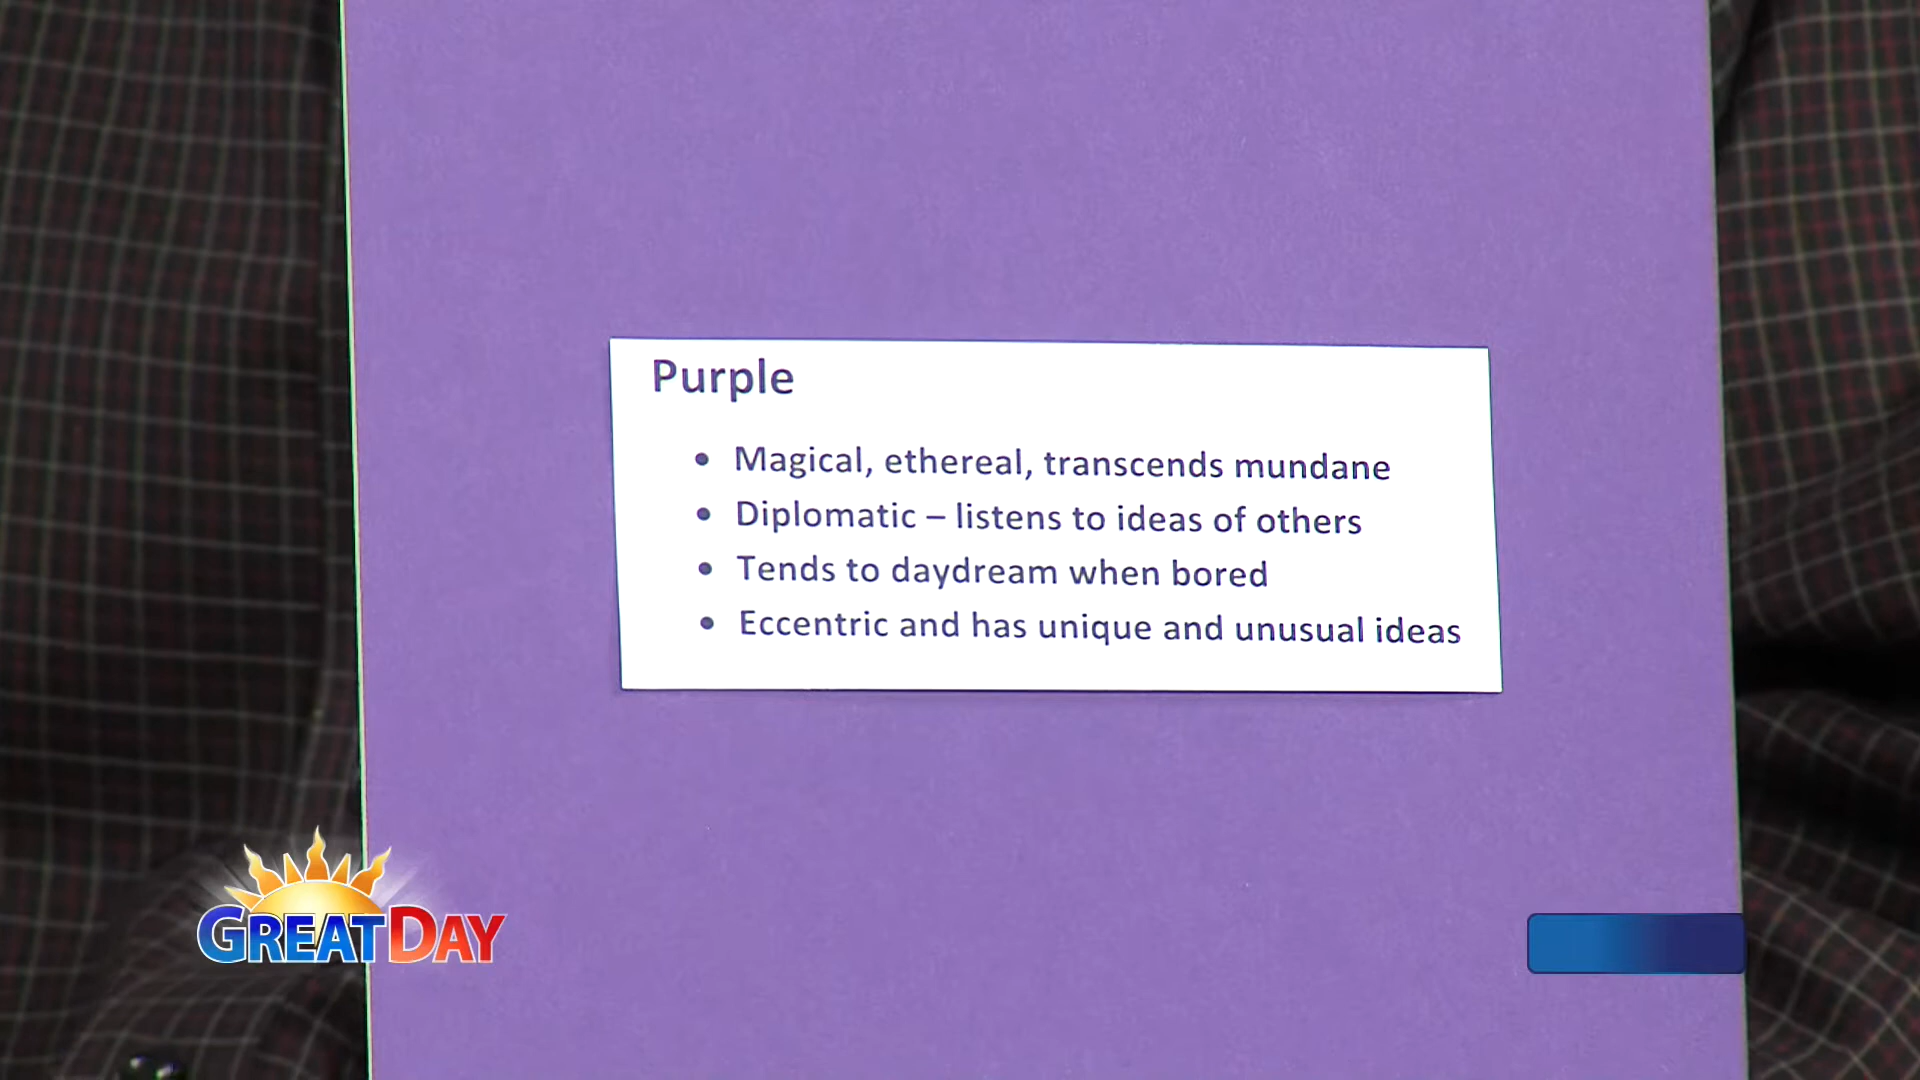 Purple
• Magical, ethereal, transcends mundane
• Diplomatic – listens to ideas of others
• Tends to daydream when bored
• Eccentric and has unique and unusual ideas
GREAT DAY